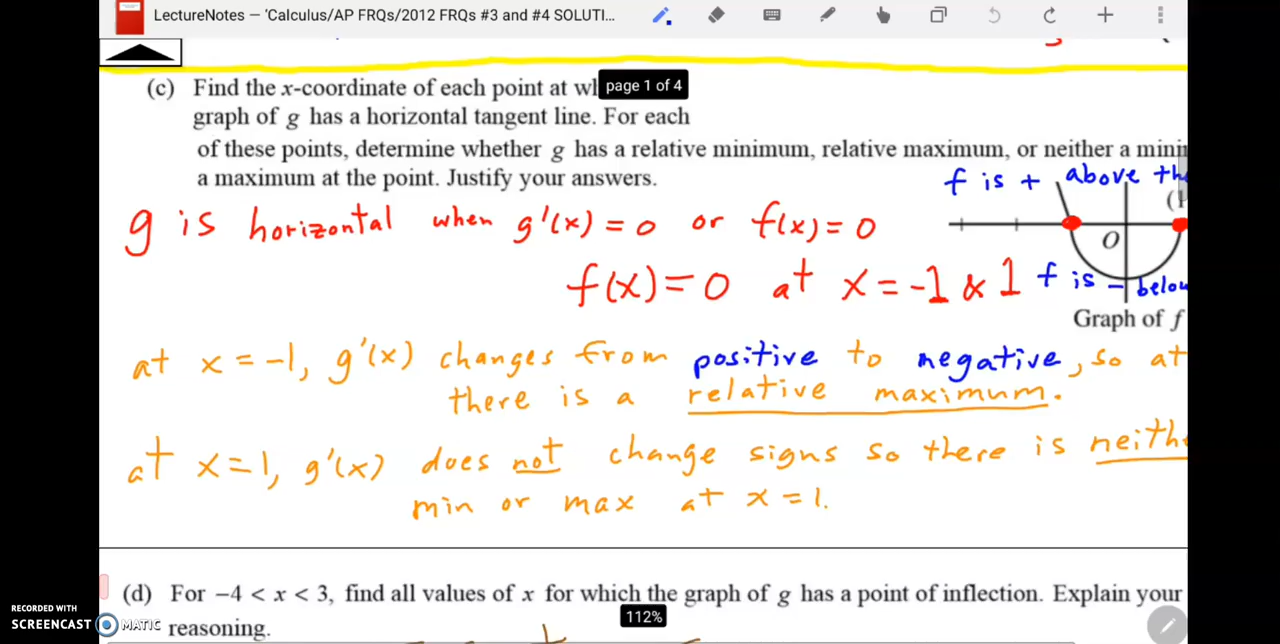 LectureNotes — ‘Calculus/AP FRQs/2012 FRQs #3 and #4 SOLUTI...
(c) Find the x-coordinate of each point at wl
page 1 of 4
graph of g has a horizontal tangent line. For each
of these points, determine whether g has a relative minimum, relative maximum, or neither a mini
a maximum at the point. Justify your answers.
f is + above the
g is horizontal when g'(x) = 0 or f(x) = 0
O
f(x) = 0 at x = -1 & 1
f is - below
Graph of f
at x = -1, g'(x) changes from positive to negative, so at
there is a relative maximum.
at x = 1, g'(x) does not change signs so there is neith
min or max at x = 1.
(d) For −4 < x < 3, find all values of x for which the graph of g has a point of inflection. Explain your
reasoning.
112%
RECORDED WITH
SCREENCAST MATIC